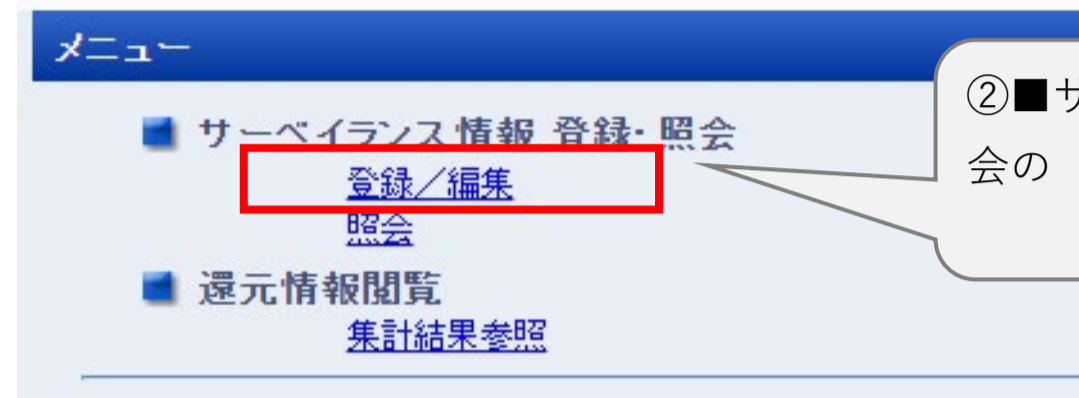 メニュー
②■サ
会の
サーベイランス情報 登録・照会
登録／編集
照会
還元情報閲覧
集計結果参照